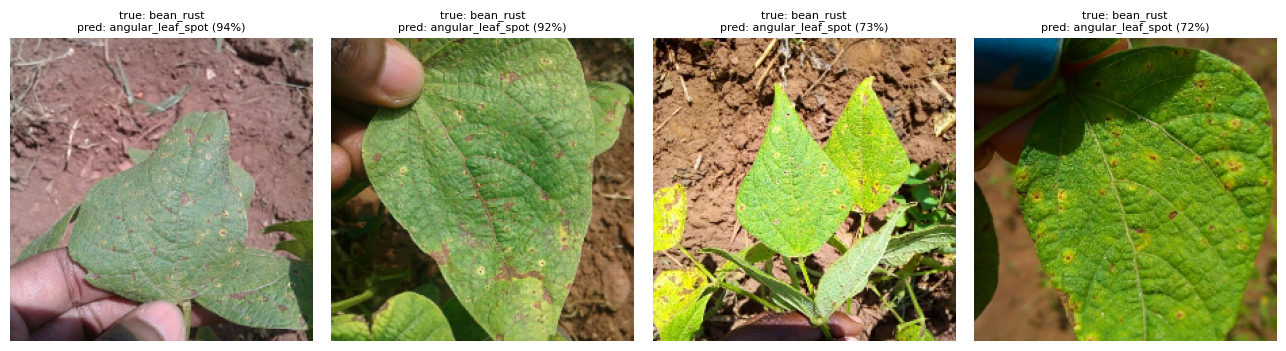 true: bean_rust
pred: angular_leaf_spot (94%)
true: bean_rust
pred: angular_leaf_spot (92%)
true: bean_rust
pred: angular_leaf_spot (73%)
true: bean_rust
pred: angular_leaf_spot (72%)